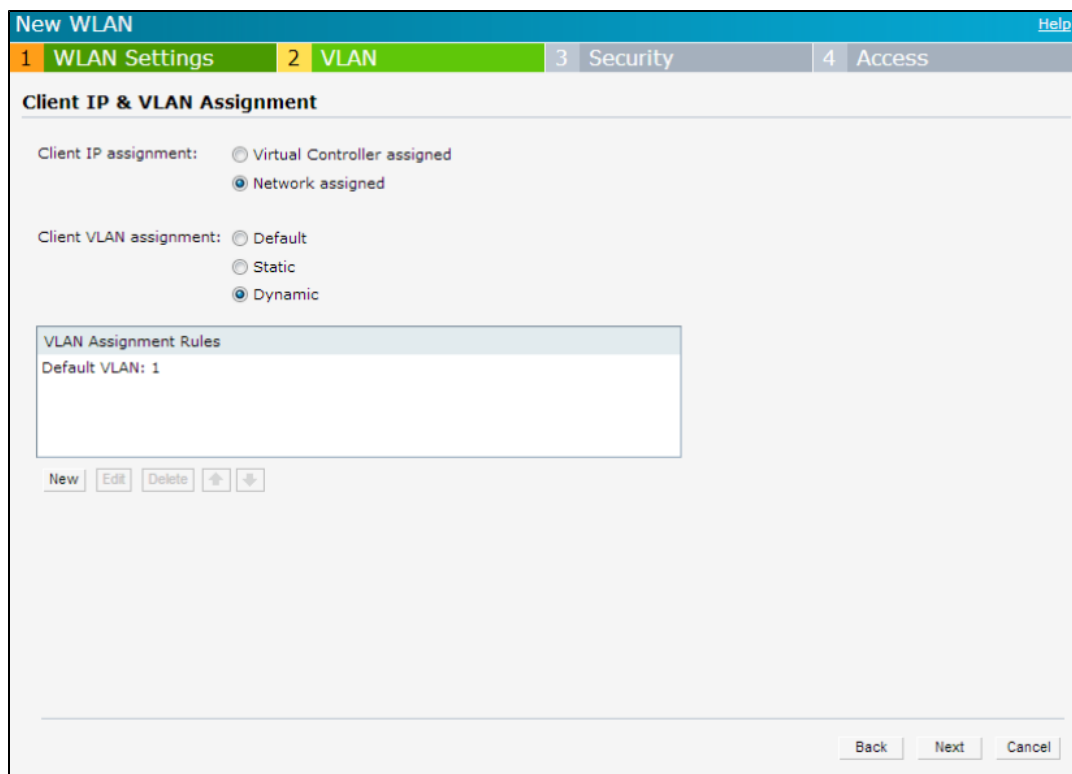 New WLAN Help
1 WLAN Settings 2 VLAN 3 Security 4 Access
Client IP & VLAN Assignment
Client IP assignment: Virtual Controller assigned
Network assigned
Client VLAN assignment: Default
Static
Dynamic
VLAN Assignment Rules
Default VLAN: 1
New Edit Delete
Back Next Cancel